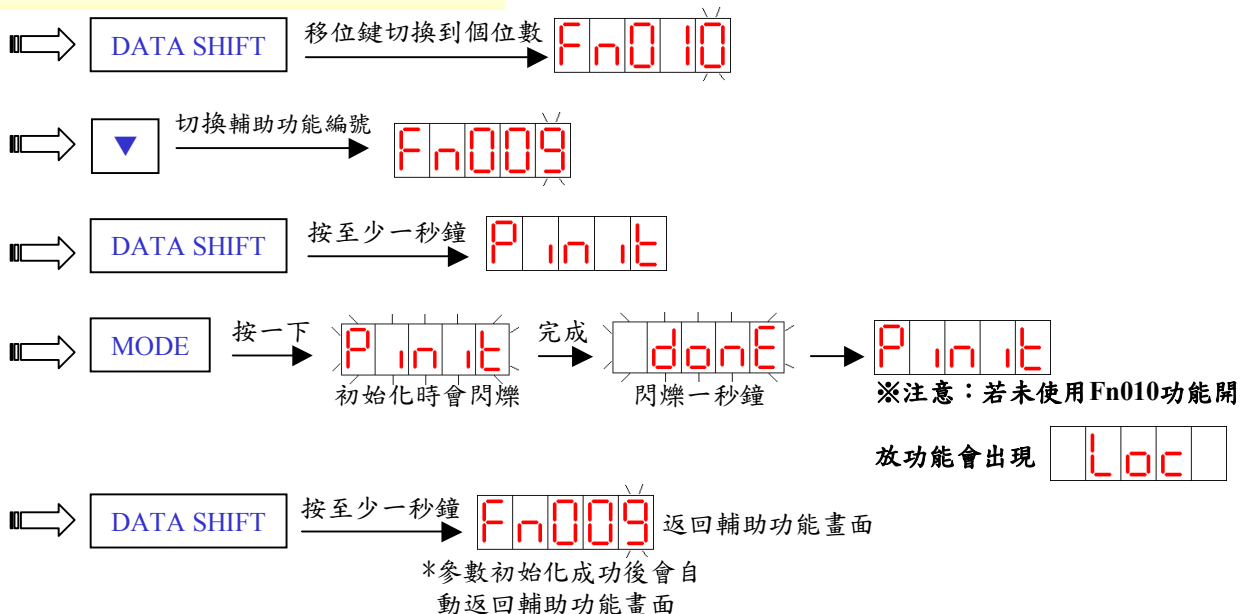 DATA SHIFT 移位鍵切換到個位數 Fn010
▼ 切換輔助功能編號 Fn009
DATA SHIFT 按至少一秒鐘 Pinit
MODE 按一下 Pinit 完成 donE Pinit
初始化時會閃爍 閃爍一秒鐘 ※注意：若未使用Fn010功能開
放功能會出現 Loc
DATA SHIFT 按至少一秒鐘 Fn009 返回輔助功能畫面
*參數初始化成功後會自
動返回輔助功能畫面